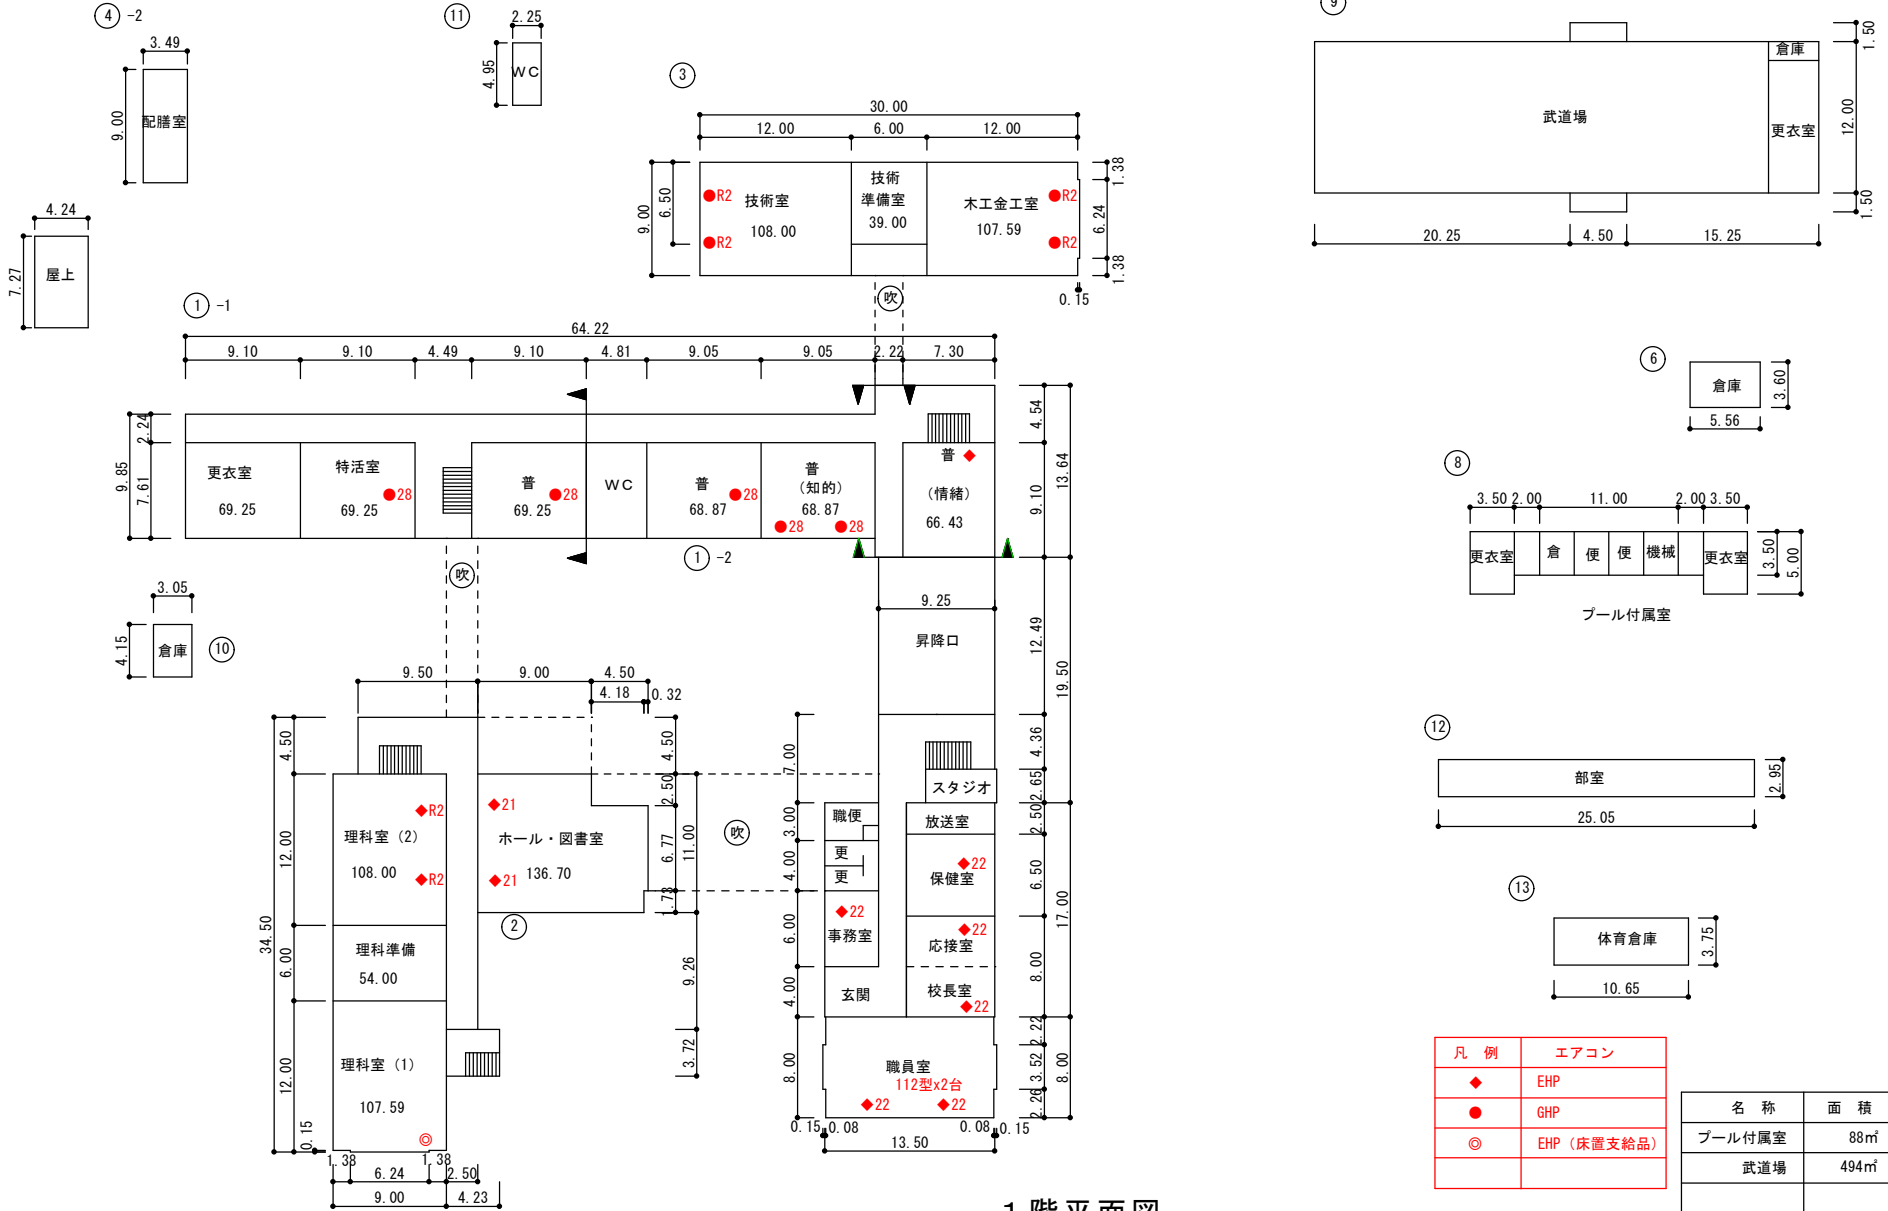 ④ -2
3.49
9.00
配膳室
⑪
2.25
4.95
WC
③
30.00
12.00
6.00
12.00
9.00
6.50
R2
R2
技術室
108.00
技術
準備室
39.00
木工金工室
107.59
R2
R2
1.38
6.24
1.38
0.15
吹
⑨
倉庫
武道場
更衣室
1.50
12.00
1.50
20.25
4.50
15.25
4.24
7.27
屋上
① -1
64.22
9.10
9.10
4.49
9.10
4.81
9.05
9.05
2.22
7.30
9.85
2.24
7.61
更衣室
69.25
特活室
69.25
28
普
69.25
28
WC
普
68.87
28
普
(知的)
68.87
28
28
普
(情緒)
66.43
4.54
9.10
13.64
① -2
吹
⑥
倉庫
3.60
5.56
⑧
3.50
2.00
11.00
2.00
3.50
更衣室
倉
便
便
機械
更衣室
3.50
5.00
プール付属室
3.05
4.15
倉庫
⑩
9.25
昇降口
12.49
19.50
9.50
9.00
4.50
4.18
0.32
34.50
4.50
12.00
6.00
12.00
0.15
理科室(2)
108.00
R2
R2
21
21
ホール・図書室
136.70
②
4.50
2.50
6.77
1.73
11.00
9.26
3.72
吹
理科準備
54.00
理科室(1)
107.59
1.38
6.24
1.38
2.50
9.00
4.23
7.00
3.00
4.00
6.00
4.00
8.00
スタジオ
職便
放送室
更
更
保健室
22
22
事務室
22
応接室
玄関
校長室
22
職員室
112型x2台
22
22
4.36
2.65
2.50
6.50
8.00
17.00
2.22
3.52
2.26
8.00
0.15
0.08
0.08
0.15
13.50
⑫
部室
2.95
25.05
⑬
体育倉庫
3.75
10.65
凡 例
エアコン
EHP
GHP
EHP(床置支給品)
名 称
面 積
プール付属室
88㎡
武道場
494㎡
1階平面図